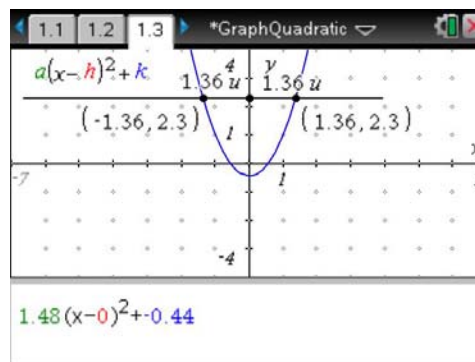 1.1 1.2 1.3 *GraphQuadratic
a(x-h)²+k
4 y
1.36 u 1.36 u
(-1.36, 2.3) (1.36, 2.3)
1
-7 1 x
-4
1.48(x-0)²+-0.44